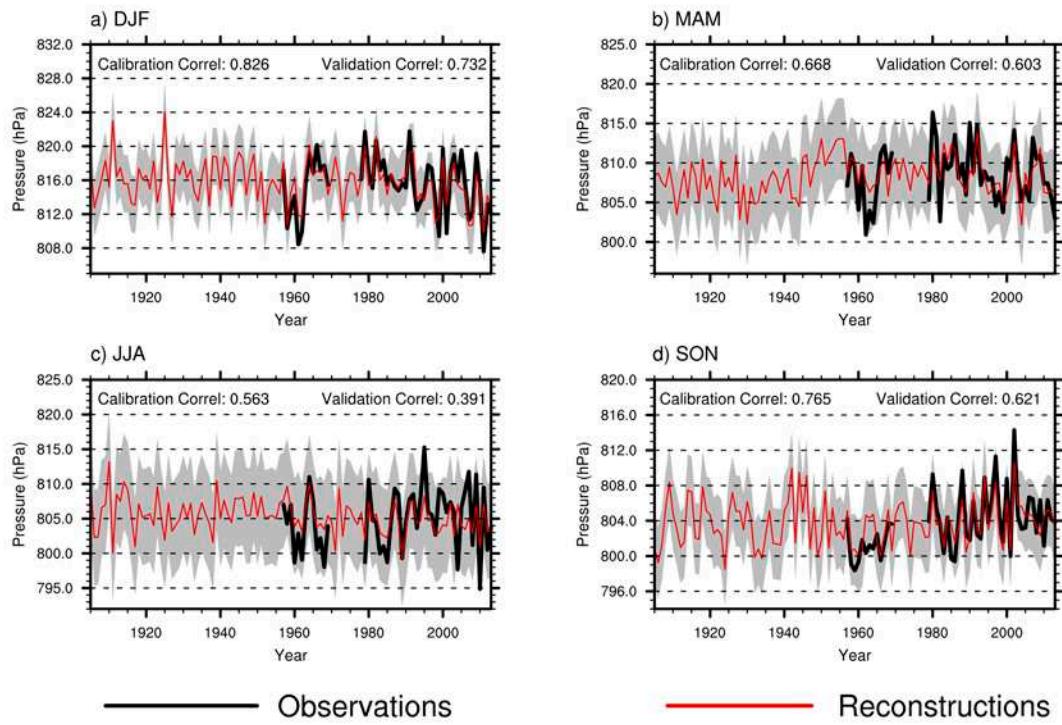 a) DJF
832.0
828.0
824.0
820.0
816.0
812.0
808.0
Pressure (hPa)
Calibration Correl: 0.826 Validation Correl: 0.732
1920 1940 1960 1980 2000
Year
b) MAM
825.0
820.0
815.0
810.0
805.0
800.0
Pressure (hPa)
Calibration Correl: 0.668 Validation Correl: 0.603
1920 1940 1960 1980 2000
Year
c) JJA
825.0
820.0
815.0
810.0
805.0
800.0
795.0
Pressure (hPa)
Calibration Correl: 0.563 Validation Correl: 0.391
1920 1940 1960 1980 2000
Year
d) SON
820.0
816.0
812.0
808.0
804.0
800.0
796.0
Pressure (hPa)
Calibration Correl: 0.765 Validation Correl: 0.621
1920 1940 1960 1980 2000
Year
Observations Reconstructions